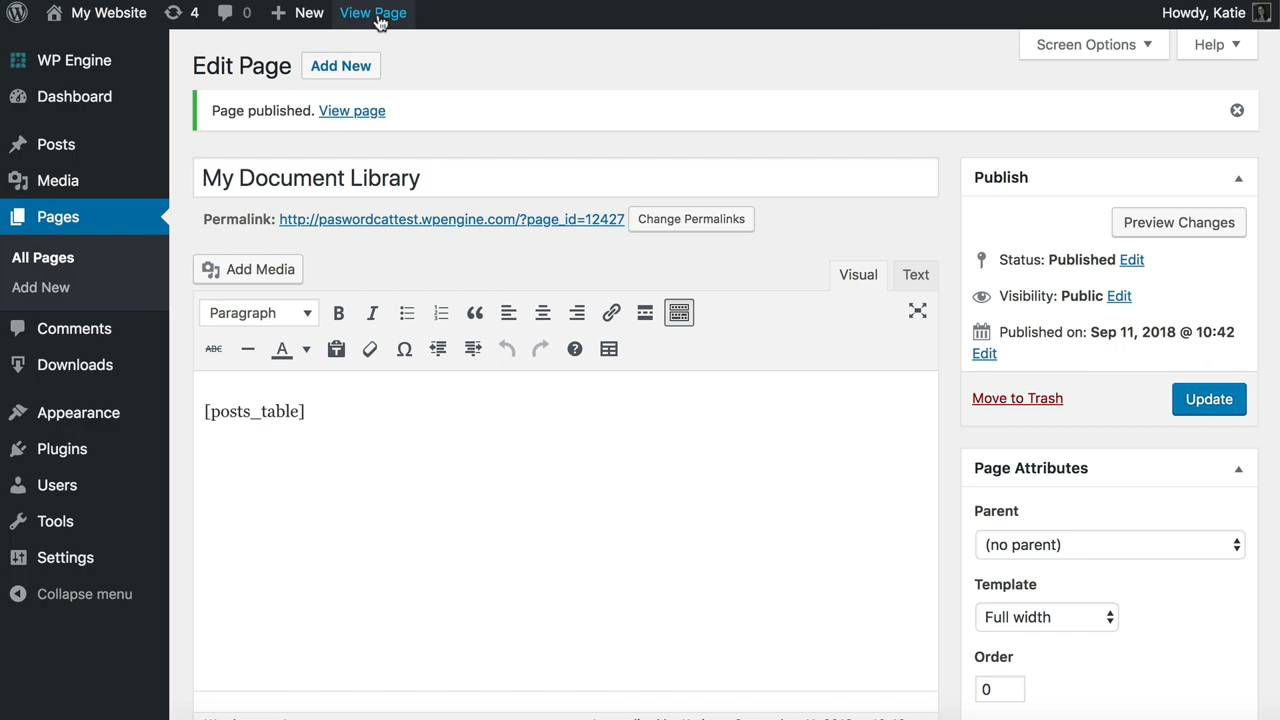 My Website 4 0 New View Page Howdy, Katie
WP Engine
Dashboard
Posts
Media
Pages
All Pages
Add New
Comments
Downloads
Appearance
Plugins
Users
Tools
Settings
Collapse menu
Screen Options Help
Edit Page Add New
Page published. View page
My Document Library
Permalink: http://paswordcattest.wpengine.com/?page_id=12427 Change Permalinks
Add Media
Visual Text
Paragraph B I
ABC A
[posts_table]
Publish
Preview Changes
Status: Published Edit
Visibility: Public Edit
Published on: Sep 11, 2018 @ 10:42
Edit
Move to Trash Update
Page Attributes
Parent
(no parent)
Template
Full width
Order
0